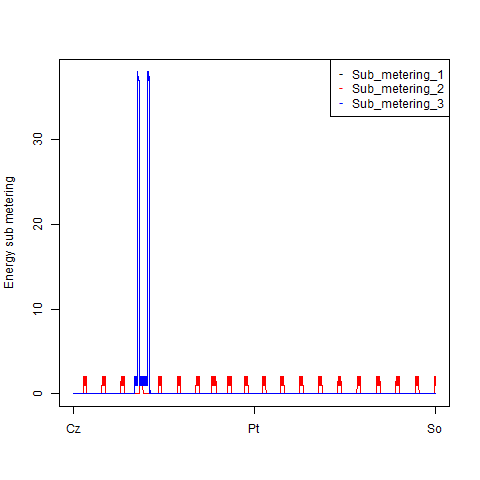 Sub_metering_1
Sub_metering_2
Sub_metering_3
Energy sub metering
30
20
10
0
Cz Pt So